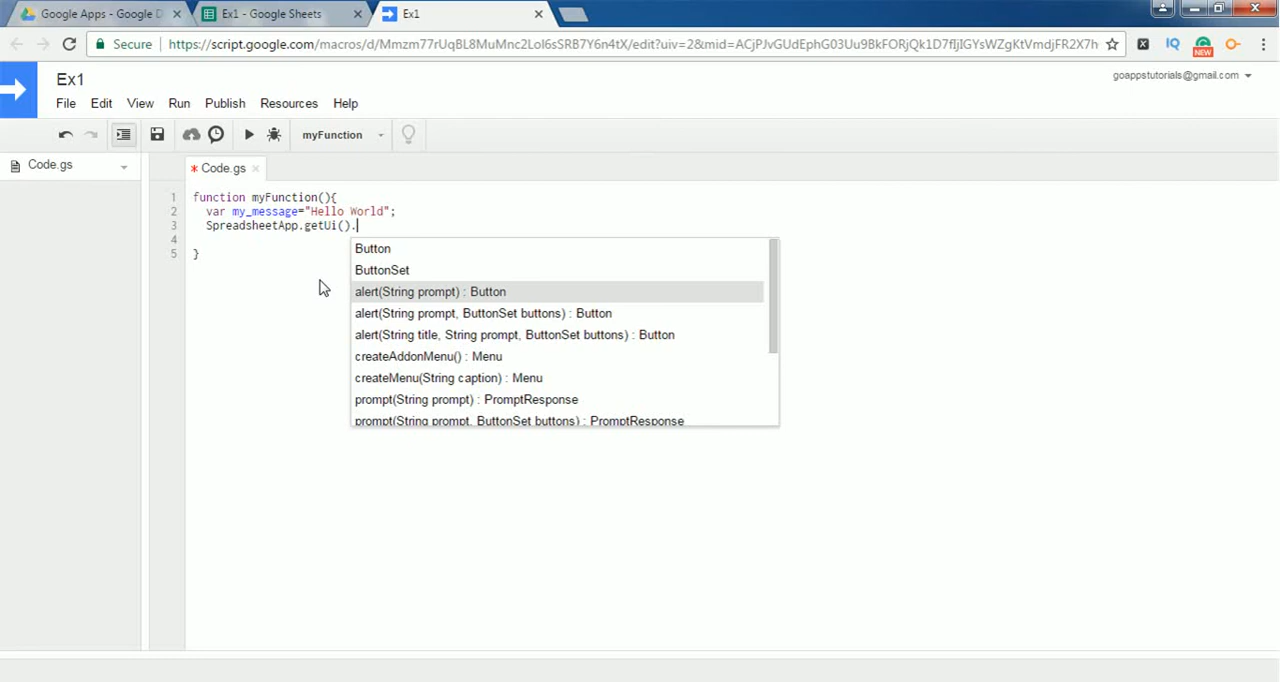 Google Apps - Google D
Ex1 - Google Sheets
Ex1
Secure
https://script.google.com/macros/d/Mmzm77rUqBL8MuMnc2LoI6sSRB7Y6n4tX/edit?uiv=2&mid=ACjPJvGUdEphG03Uu9BkFORjQk1D7fIjIGYsWZgKtVmdjFR2X7h
IQ
NEW
Ex1
goappstutorials@gmail.com
File Edit View Run Publish Resources Help
myFunction
Code.gs
* Code.gs
1 function myFunction(){
2 var my_message="Hello World";
3 SpreadsheetApp.getUi().
4
5 }
Button
ButtonSet
alert(String prompt) : Button
alert(String prompt, ButtonSet buttons) : Button
alert(String title, String prompt, ButtonSet buttons) : Button
createAddonMenu() : Menu
createMenu(String caption) : Menu
prompt(String prompt) : PromptResponse
prompt(String prompt, ButtonSet buttons) : PromptResponse